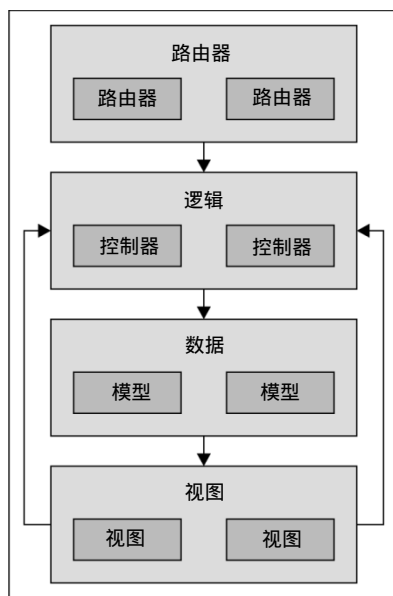 路由器
路由器 路由器
逻辑
控制器 控制器
数据
模型 模型
视图
视图 视图